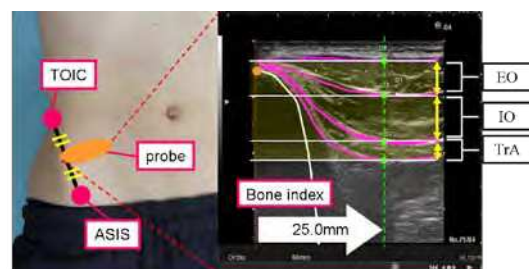 TOIC
probe
ASIS
Bone index
25.0mm
EO
IO
TrA